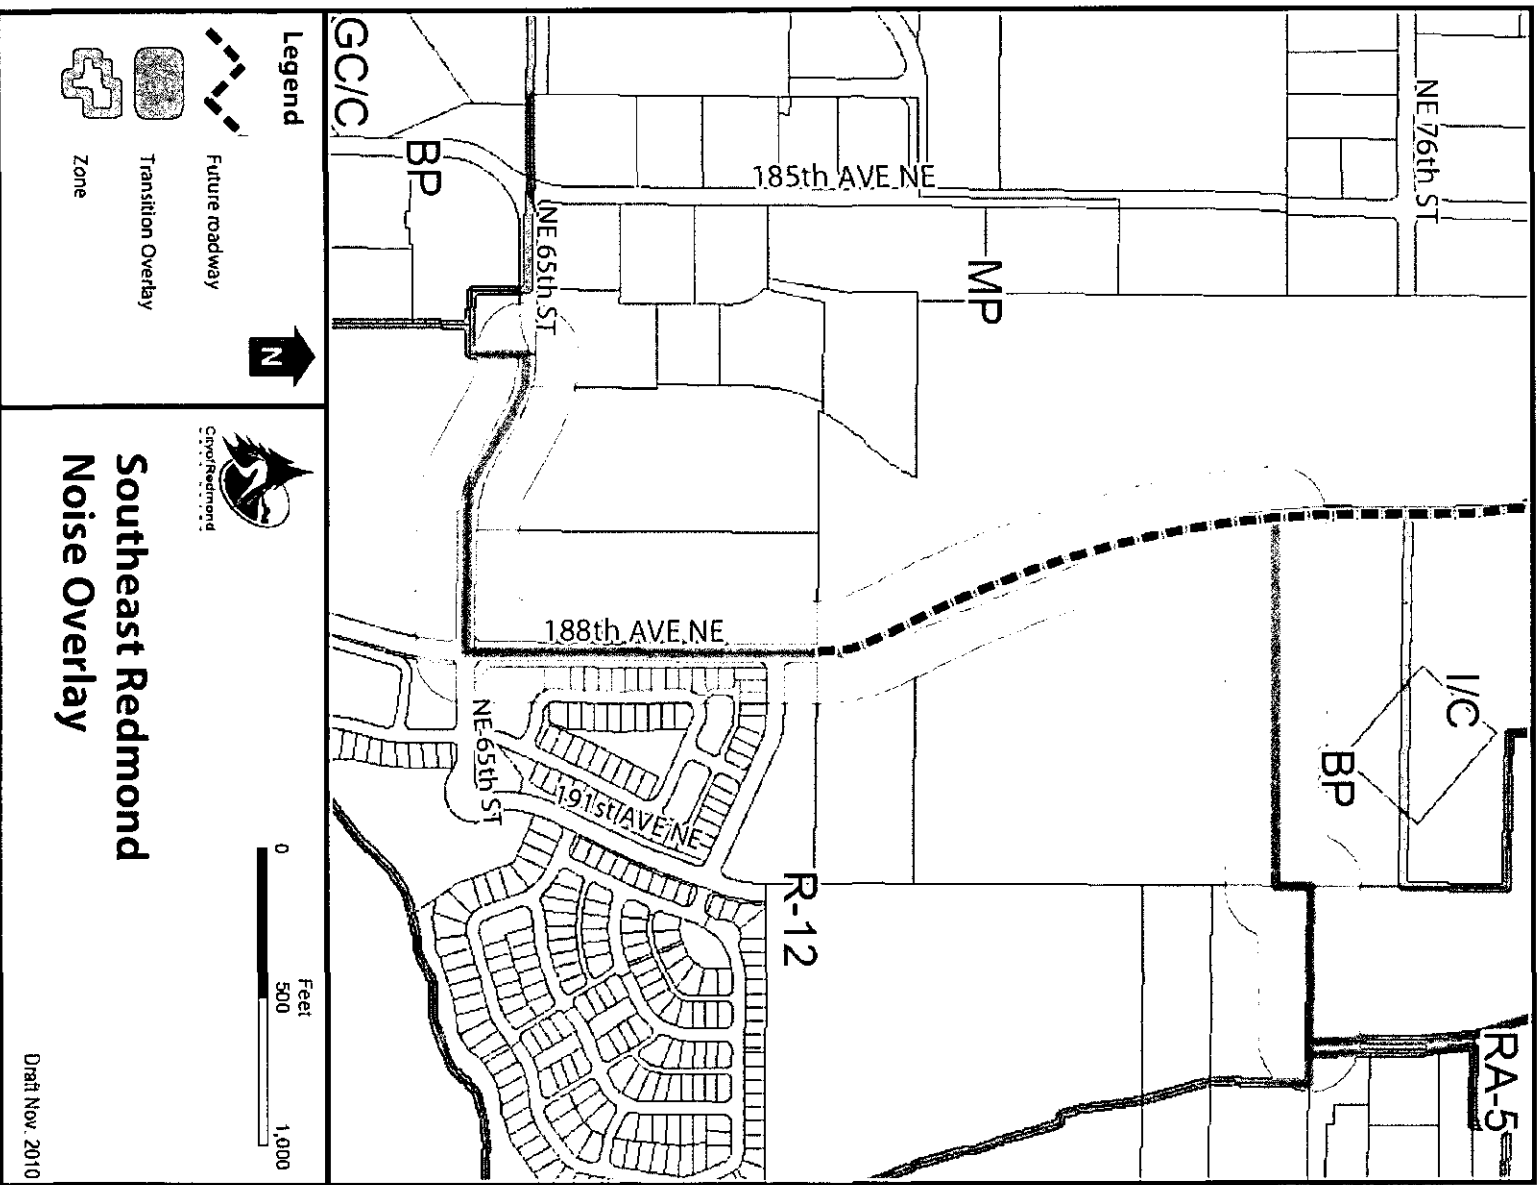 NE 76th ST
185th AVE NE
GC/C
BP
NE 65th ST
MP
188th AVE NE
NE 65th ST
191st AVE NE
R-12
I/C
BP
RA-5
Legend
Future roadway
Transition Overlay
Zone
N
City of Redmond
Southeast Redmond
Noise Overlay
Feet
0 500 1,000
Draft Nov. 2010